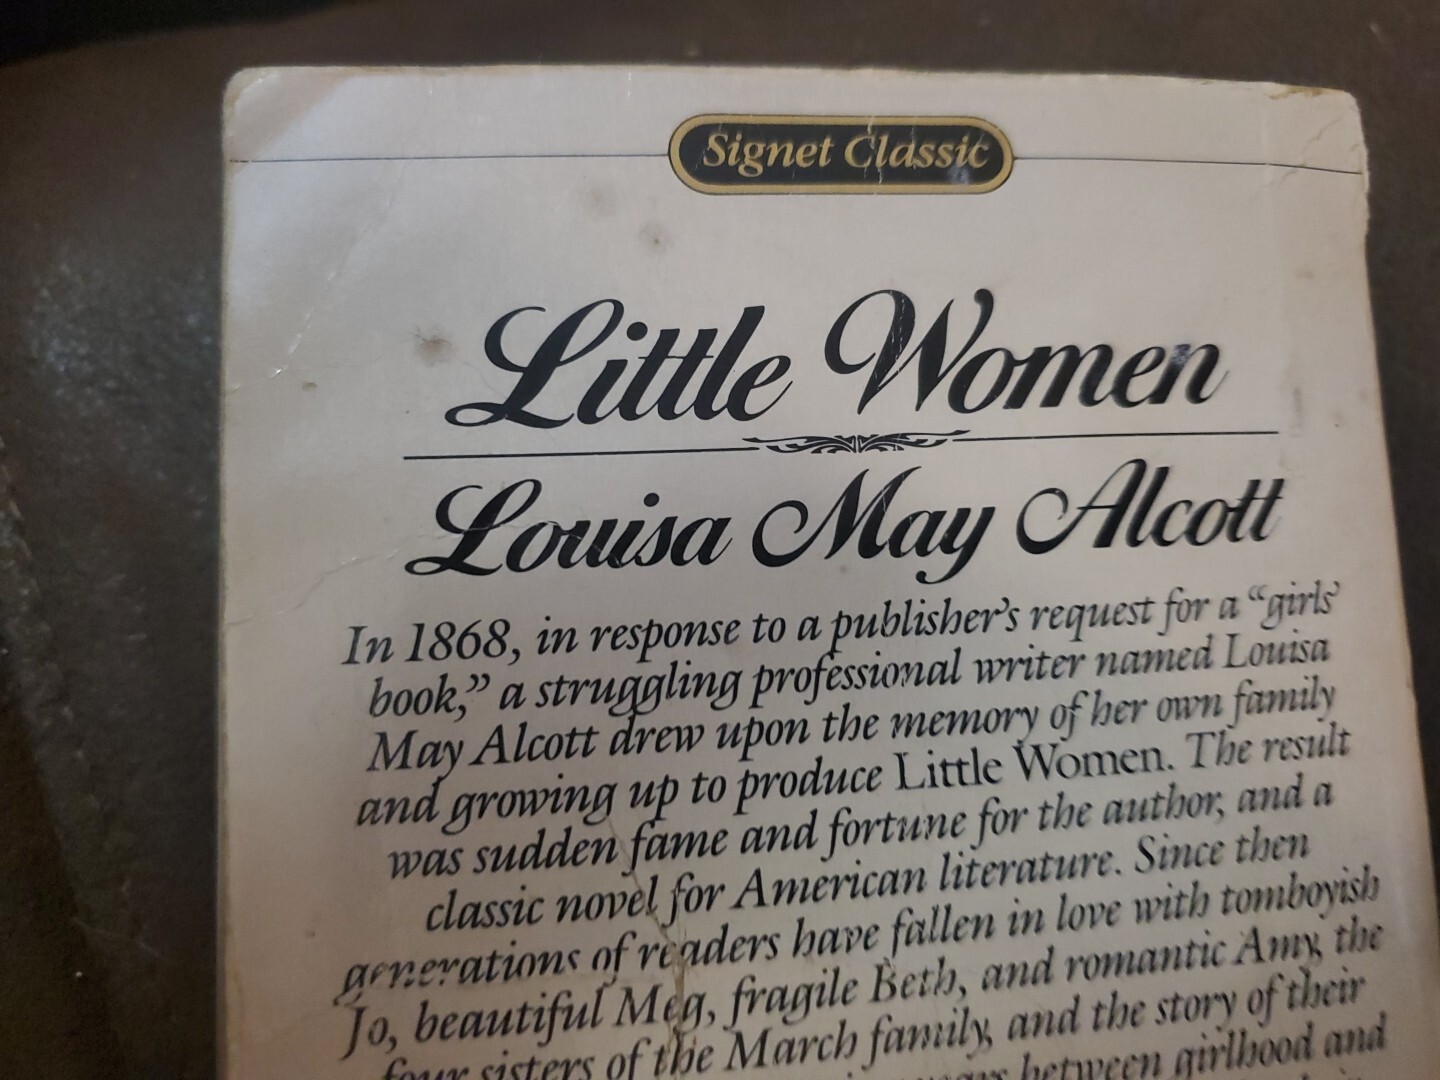 Signet Classic
Little Women
Louisa May Alcott
In 1868, in response to a publisher's request for a “girls'
book,” a struggling professional writer named Louisa
May Alcott drew upon the memory of her own family
and growing up to produce Little Women. The result
was sudden fame and fortune for the author, and a
classic novel for American literature. Since then
generations of readers have fallen in love with tomboyish
Jo, beautiful Meg, fragile Beth, and romantic Amy, the
four sisters of the March family, and the story of their
between girlhood and